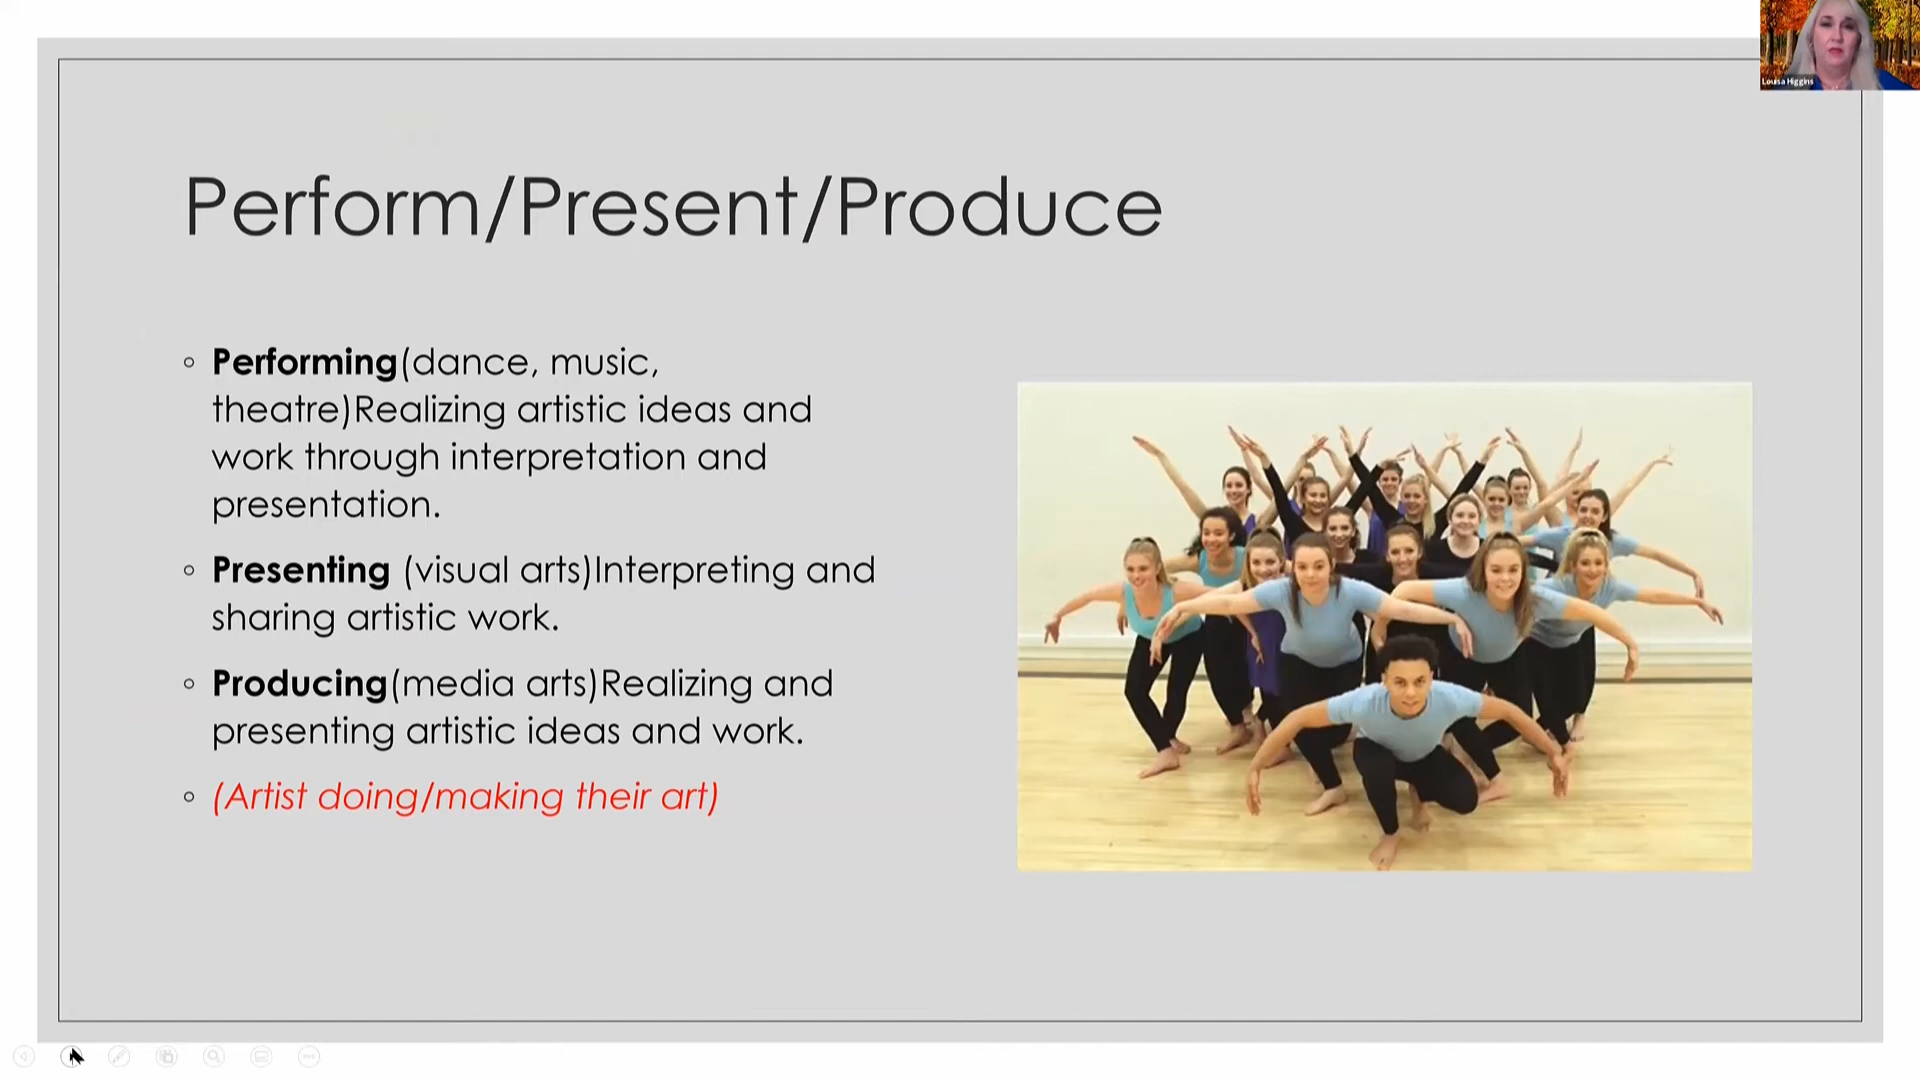 Louisa Higgins
Perform/Present/Produce
Performing(dance, music,
theatre)Realizing artistic ideas and
work through interpretation and
presentation.
Presenting (visual arts)Interpreting and
sharing artistic work.
Producing(media arts)Realizing and
presenting artistic ideas and work.
(Artist doing/making their art)